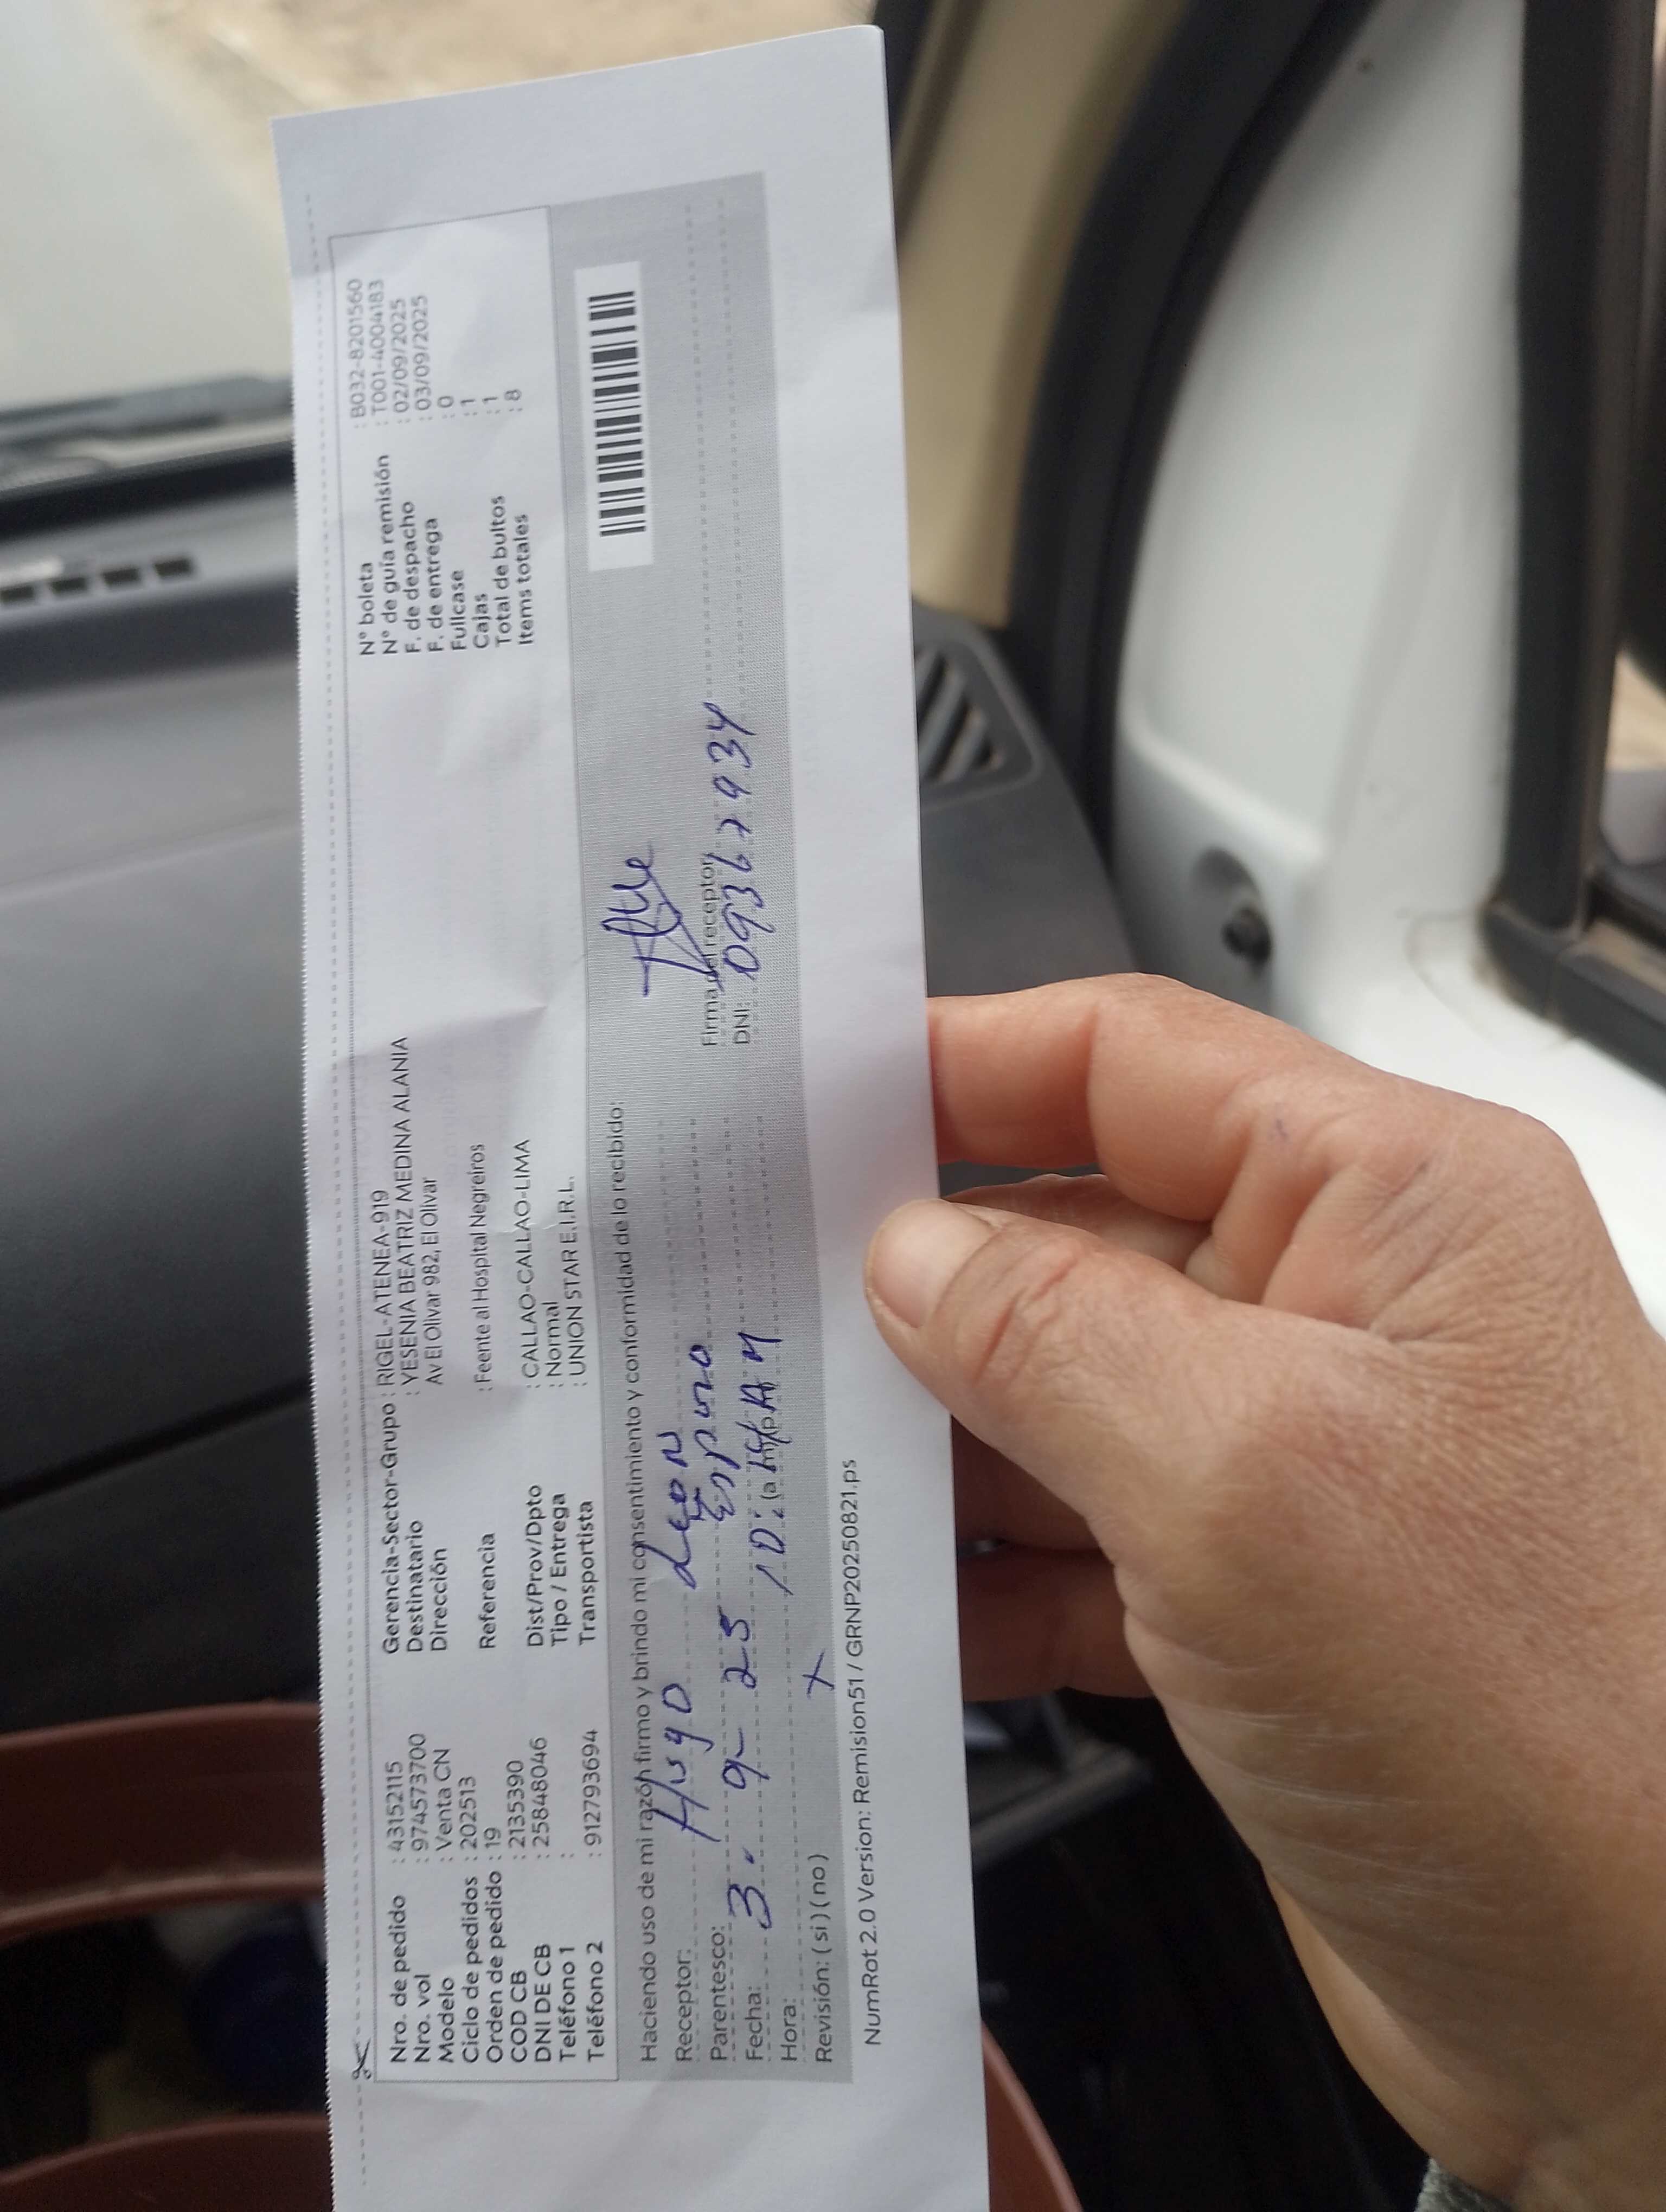 Nro. de pedido : 43152115
Nro. vol : 974573700
Modelo : Venta CN
Ciclo de pedidos : 202513
Orden de pedido : 19
COD CB : 2135390
DNI DE CB : 25848046
Teléfono 1 :
Teléfono 2 : 912793694
Gerencia-Sector-Grupo : RIGEL-ATENEA-919
Destinatario : YESENIA BEATRIZ MEDINA ALANIA
Dirección : Av El Olivar 982, El Olivar
Referencia : Feente al Hospital Negreiros
Dist/Prov/Dpto : CALLAO-CALLAO-LIMA
Tipo / Entrega : Normal
Transportista : UNION STAR E.I.R.L.
N° boleta : B032-8201560
N° de guía remisión : T001-4004183
F. de despacho : 02/09/2025
F. de entrega : 03/09/2025
Fullcase : 0
Cajas : 1
Total de bultos : 1
Items totales : 8
Haciendo uso de mi razón firmo y brindo mi consentimiento y conformidad de lo recibido:
Receptor: Hugo León
Parentesco: Esposo
Fecha: 3. 9- 25
Hora: 10: AM
Revisión: ( si ) ( no ) X
Firma del receptor
DNI: 09367934
NumRot 2.0 Version: Remision51 / GRNP20250821.ps